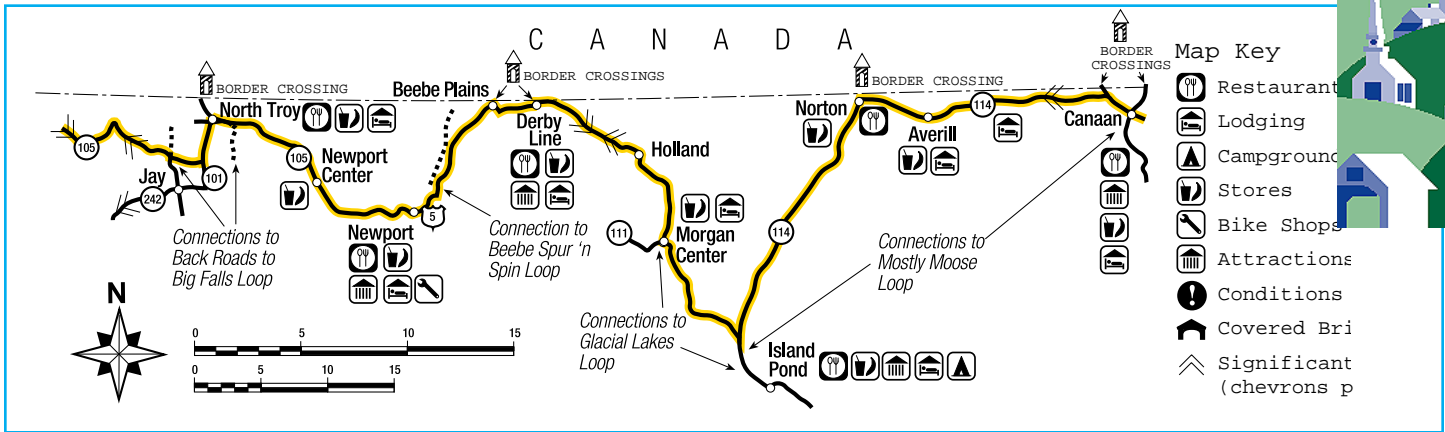 C A N A D A
BORDER CROSSING
BORDER CROSSINGS
BORDER CROSSING
BORDER
CROSSINGS
North Troy
Beebe Plains
Derby
Line
Norton
114
Averill
Canaan
105
Jay
101
242
105
Newport
Center
Holland
5
Newport
111
Morgan
Center
114
Connections to
Back Roads to
Big Falls Loop
Connection to
Beebe Spur ‘n
Spin Loop
Connections to
Mostly Moose
Loop
Connections to
Glacial Lakes
Loop
Island
Pond
N
0 5 10 15
0 5 10 15
Map Key
Restaurant
Lodging
Campground
Stores
Bike Shops
Attractions
Conditions
Covered Bri
Significant
(chevrons p